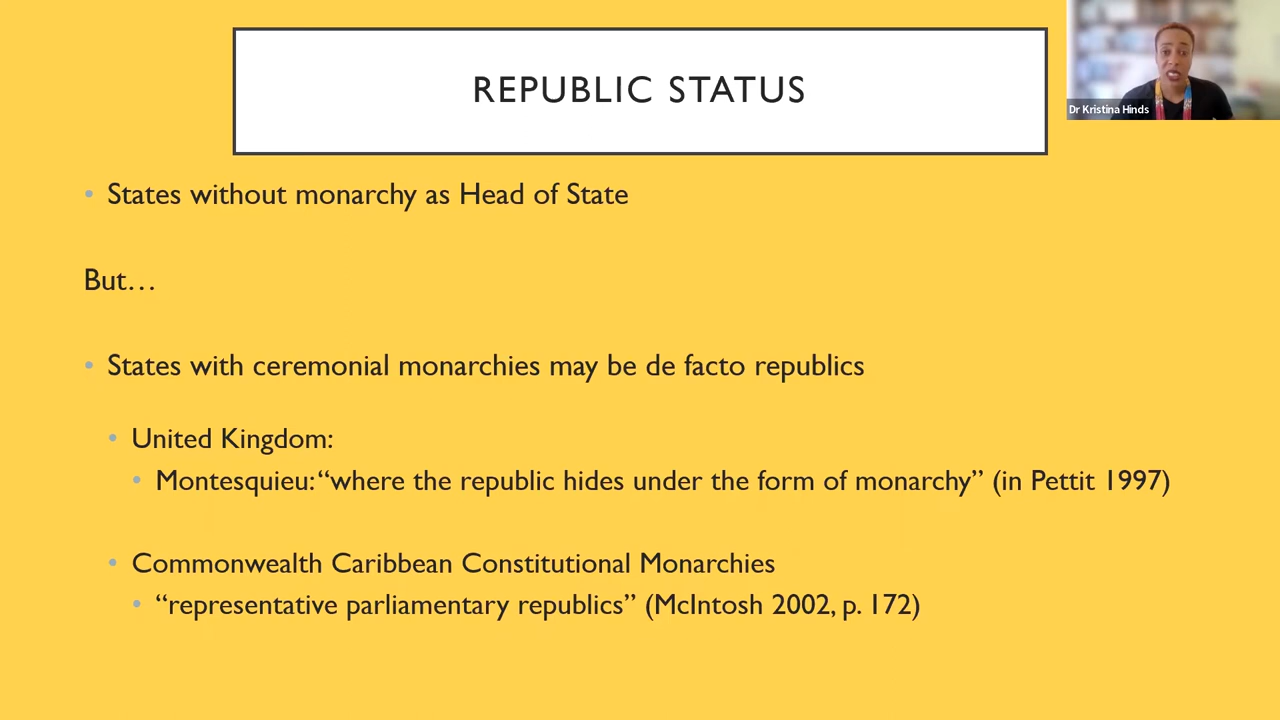 REPUBLIC STATUS
Dr Kristina Hinds
• States without monarchy as Head of State
But…
• States with ceremonial monarchies may be de facto republics
• United Kingdom:
• Montesquieu: “where the republic hides under the form of monarchy” (in Pettit 1997)
• Commonwealth Caribbean Constitutional Monarchies
• “representative parliamentary republics” (McIntosh 2002, p. 172)